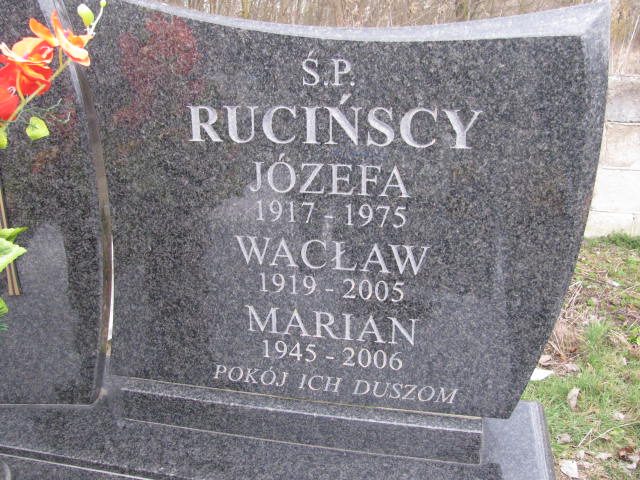 Ś.P.
RUCIŃSCY
JÓZEFA
1917 - 1975
WACŁAW
1919 - 2005
MARIAN
1945 - 2006
POKÓJ ICH DUSZOM